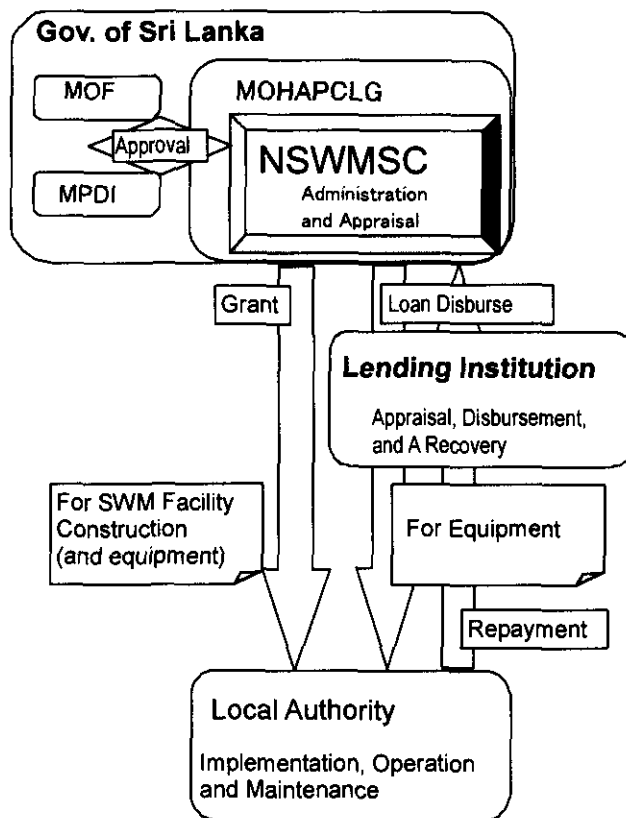 Gov. of Sri Lanka
MOF
MOHAPCLG
Approval
NSWMSC
MPDI
Administration
and Appraisal
Grant
Loan Disburse
Lending Institution
Appraisal, Disbursement,
and A Recovery
For SWM Facility
Construction
(and equipment)
For Equipment
Repayment
Local Authority
Implementation, Operation
and Maintenance